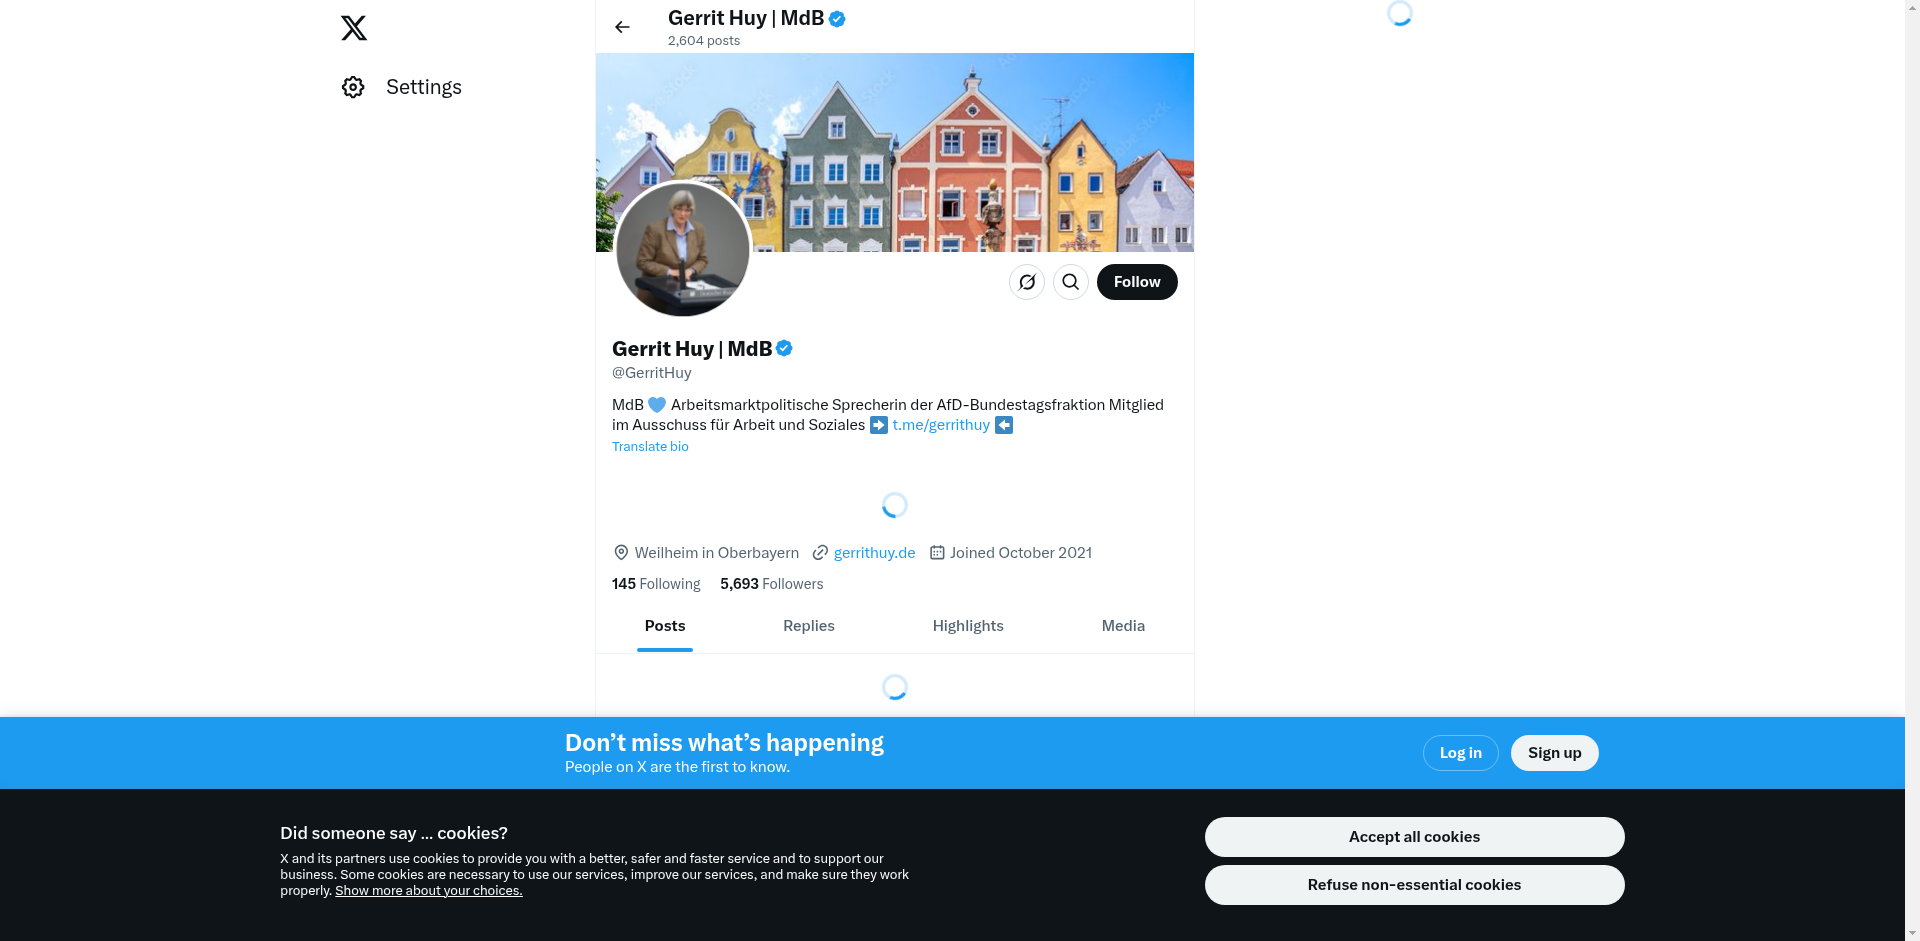 Gerrit Huy | MdB
2,604 posts
Settings
Follow
Gerrit Huy | MdB
@GerritHuy
MdB 💙 Arbeitsmarktpolitische Sprecherin der AfD-Bundestagsfraktion Mitglied
im Ausschuss für Arbeit und Soziales ➡️ t.me/gerrithuy ⬅️
Translate bio
Weilheim in Oberbayern gerrithuy.de Joined October 2021
145 Following 5,693 Followers
Posts Replies Highlights Media
Don’t miss what’s happening
People on X are the first to know.
Log in Sign up
Did someone say … cookies?
X and its partners use cookies to provide you with a better, safer and faster service and to support our
business. Some cookies are necessary to use our services, improve our services, and make sure they work
properly. Show more about your choices.
Accept all cookies
Refuse non-essential cookies